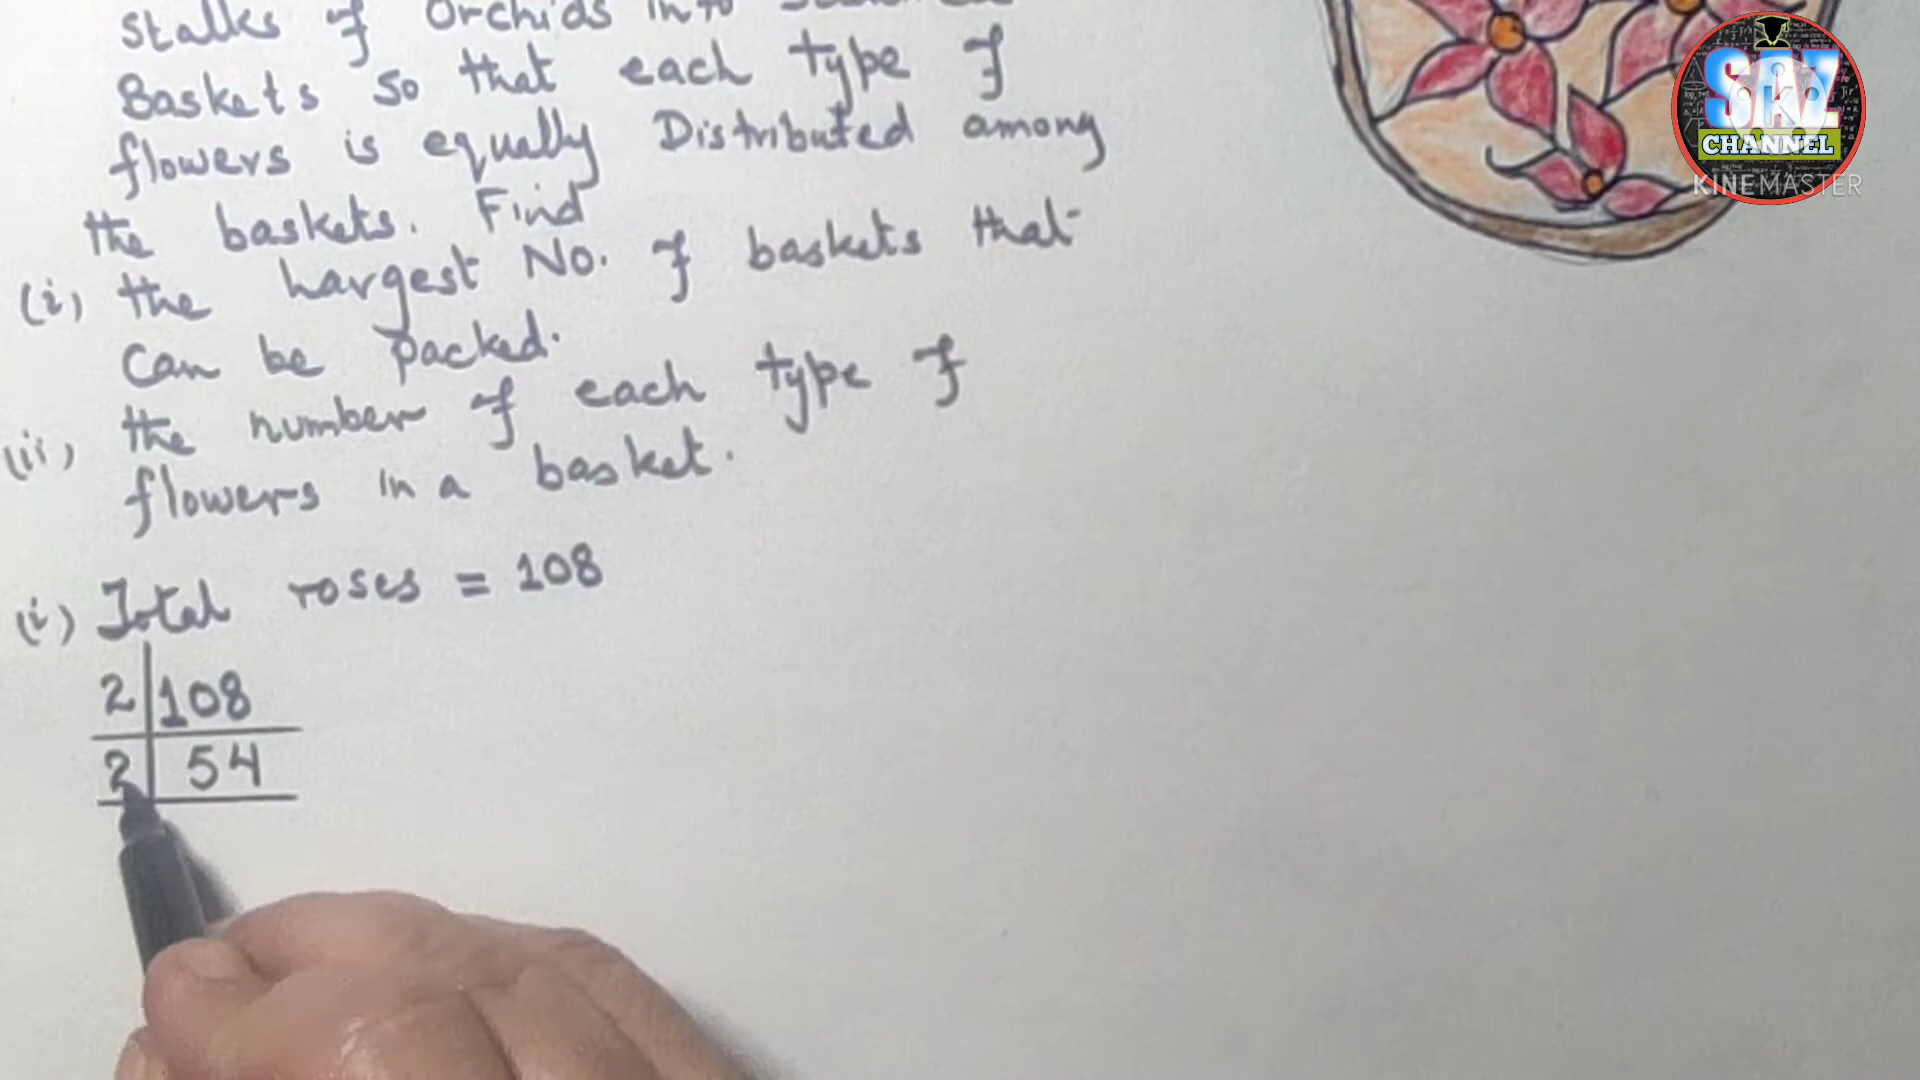 Stalks of Orchids into
Baskets so that each type of
flowers is equally Distributed among
the baskets. Find
(i) the largest No. of baskets that
can be packed.
(ii) the number of each type of
flowers in a basket.
(i) Total roses = 108
2 108
2 54
SAZ
CHANNEL
KINEMASTER